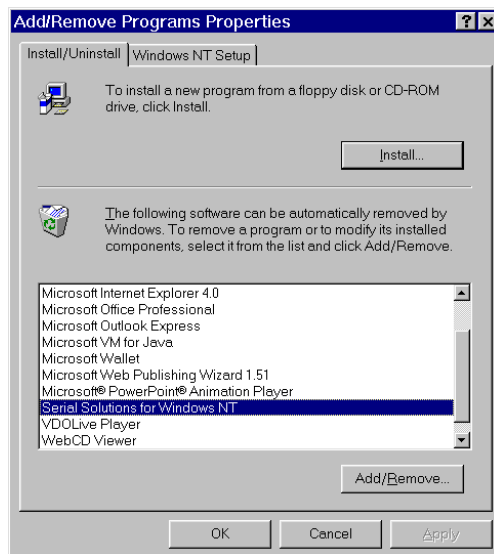 Add/Remove Programs Properties
Install/Uninstall
Windows NT Setup
To install a new program from a floppy disk or CD-ROM
drive, click Install.
Install...
The following software can be automatically removed by
Windows. To remove a program or to modify its installed
components, select it from the list and click Add/Remove.
Microsoft Internet Explorer 4.0
Microsoft Office Professional
Microsoft Outlook Express
Microsoft VM for Java
Microsoft Wallet
Microsoft Web Publishing Wizard 1.51
Microsoft® PowerPoint® Animation Player
Serial Solutions for Windows NT
VDOLive Player
WebCD Viewer
Add/Remove...
OK
Cancel
Apply